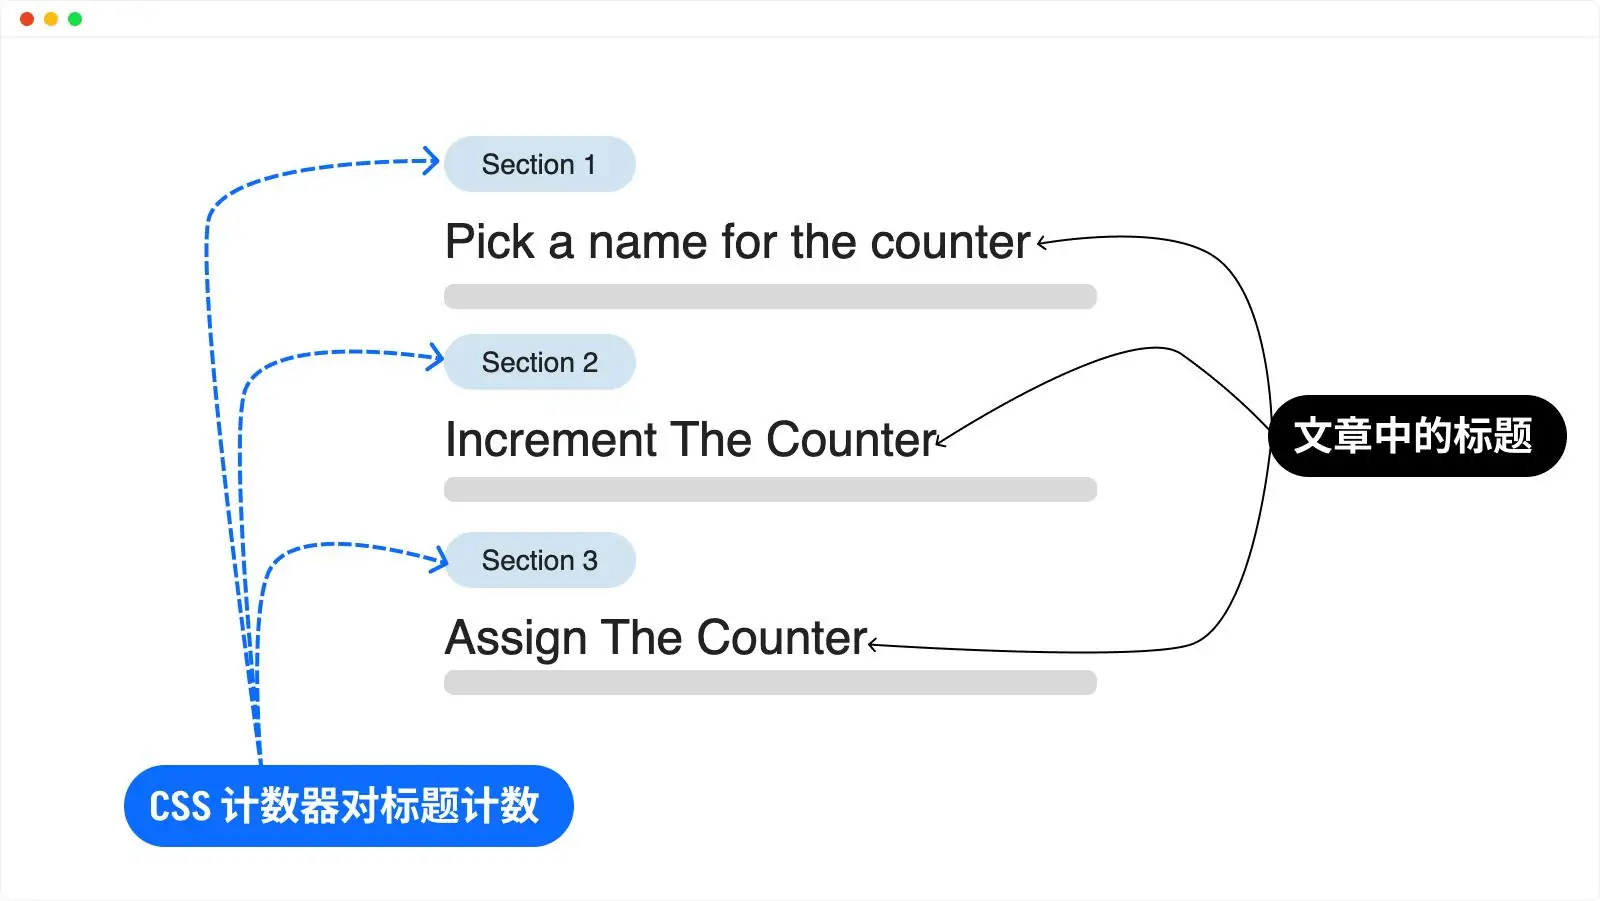 Section 1
Pick a name for the counter
Section 2
Increment The Counter
文章中的标题
Section 3
Assign The Counter
CSS 计数器对标题计数